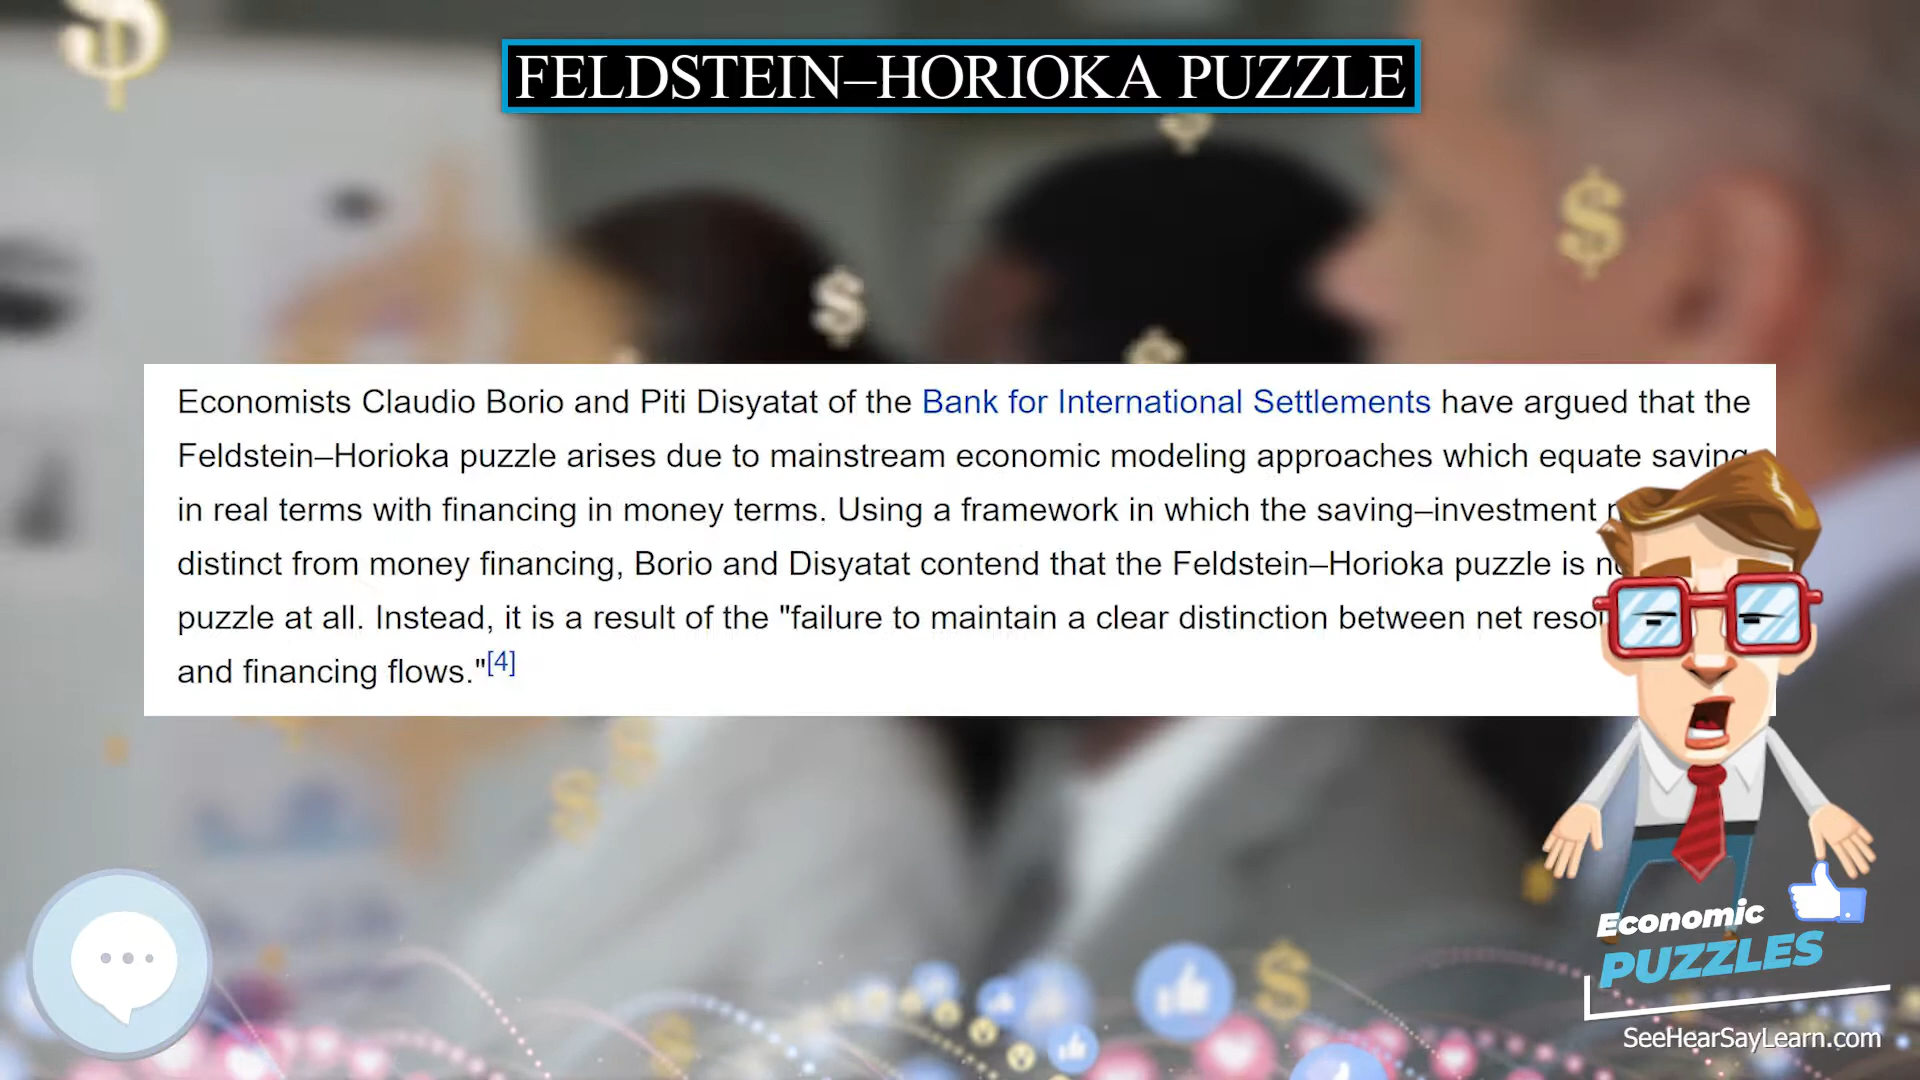 FELDSTEIN–HORIOKA PUZZLE
Economists Claudio Borio and Piti Disyatat of the Bank for International Settlements have argued that the
Feldstein–Horioka puzzle arises due to mainstream economic modeling approaches which equate saving
in real terms with financing in money terms. Using a framework in which the saving–investment
distinct from money financing, Borio and Disyatat contend that the Feldstein–Horioka puzzle is
puzzle at all. Instead, it is a result of the "failure to maintain a clear distinction between net
and financing flows."[4]
Economic
PUZZLES
SeeHearSayLearn.com